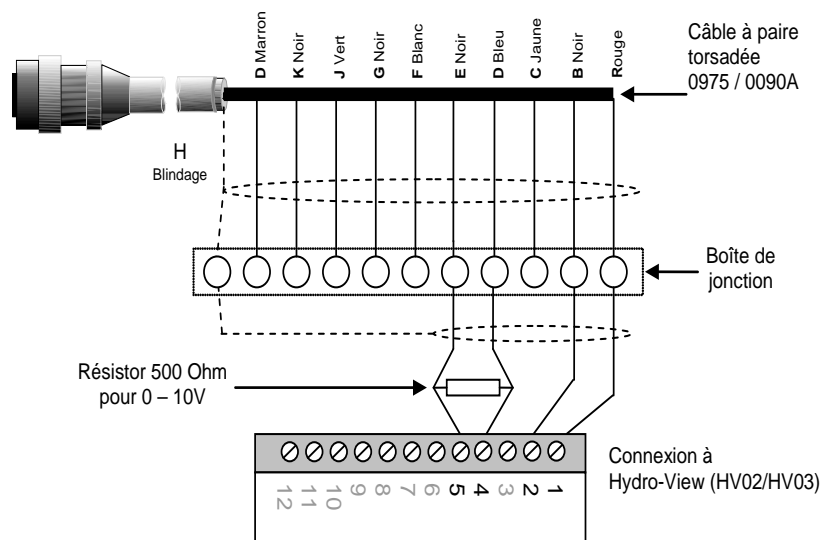 D Marron
K Noir
J Vert
G Noir
F Blanc
E Noir
D Bleu
C Jaune
B Noir
Rouge
Câble à paire
torsadée
0975 / 0090A
H
Blindage
Boîte de
jonction
Résistor 500 Ohm
pour 0 – 10V
Connexion à
Hydro-View (HV02/HV03)
12 11 10 9 8 7 6 5 4 3 2 1